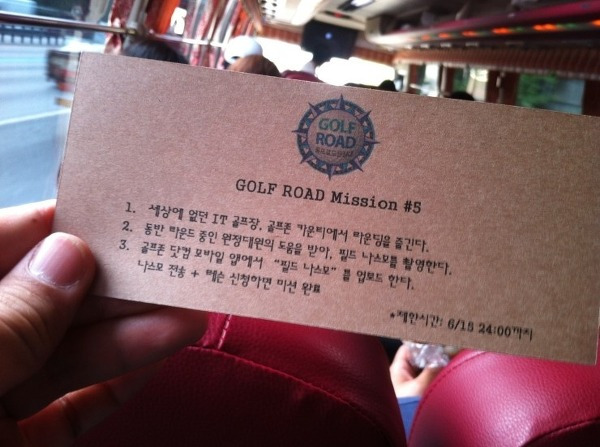 GOLF
ROAD
GOLF ROAD Mission #5
1. 세상에 없던 IT 골프장, 골프존 카운티에서 라운딩을 즐긴다.
2. 동반 라운드 중인 원정대원의 도움을 받아, 필드 나스모를 촬영한다.
3. 골프존 닷컴 모바일 앱에서 "필드 나스모"를 업로드 한다.
나스모 전송 + 레슨 신청하면 미션 완료
*제한시간: 6/18 24:00까지